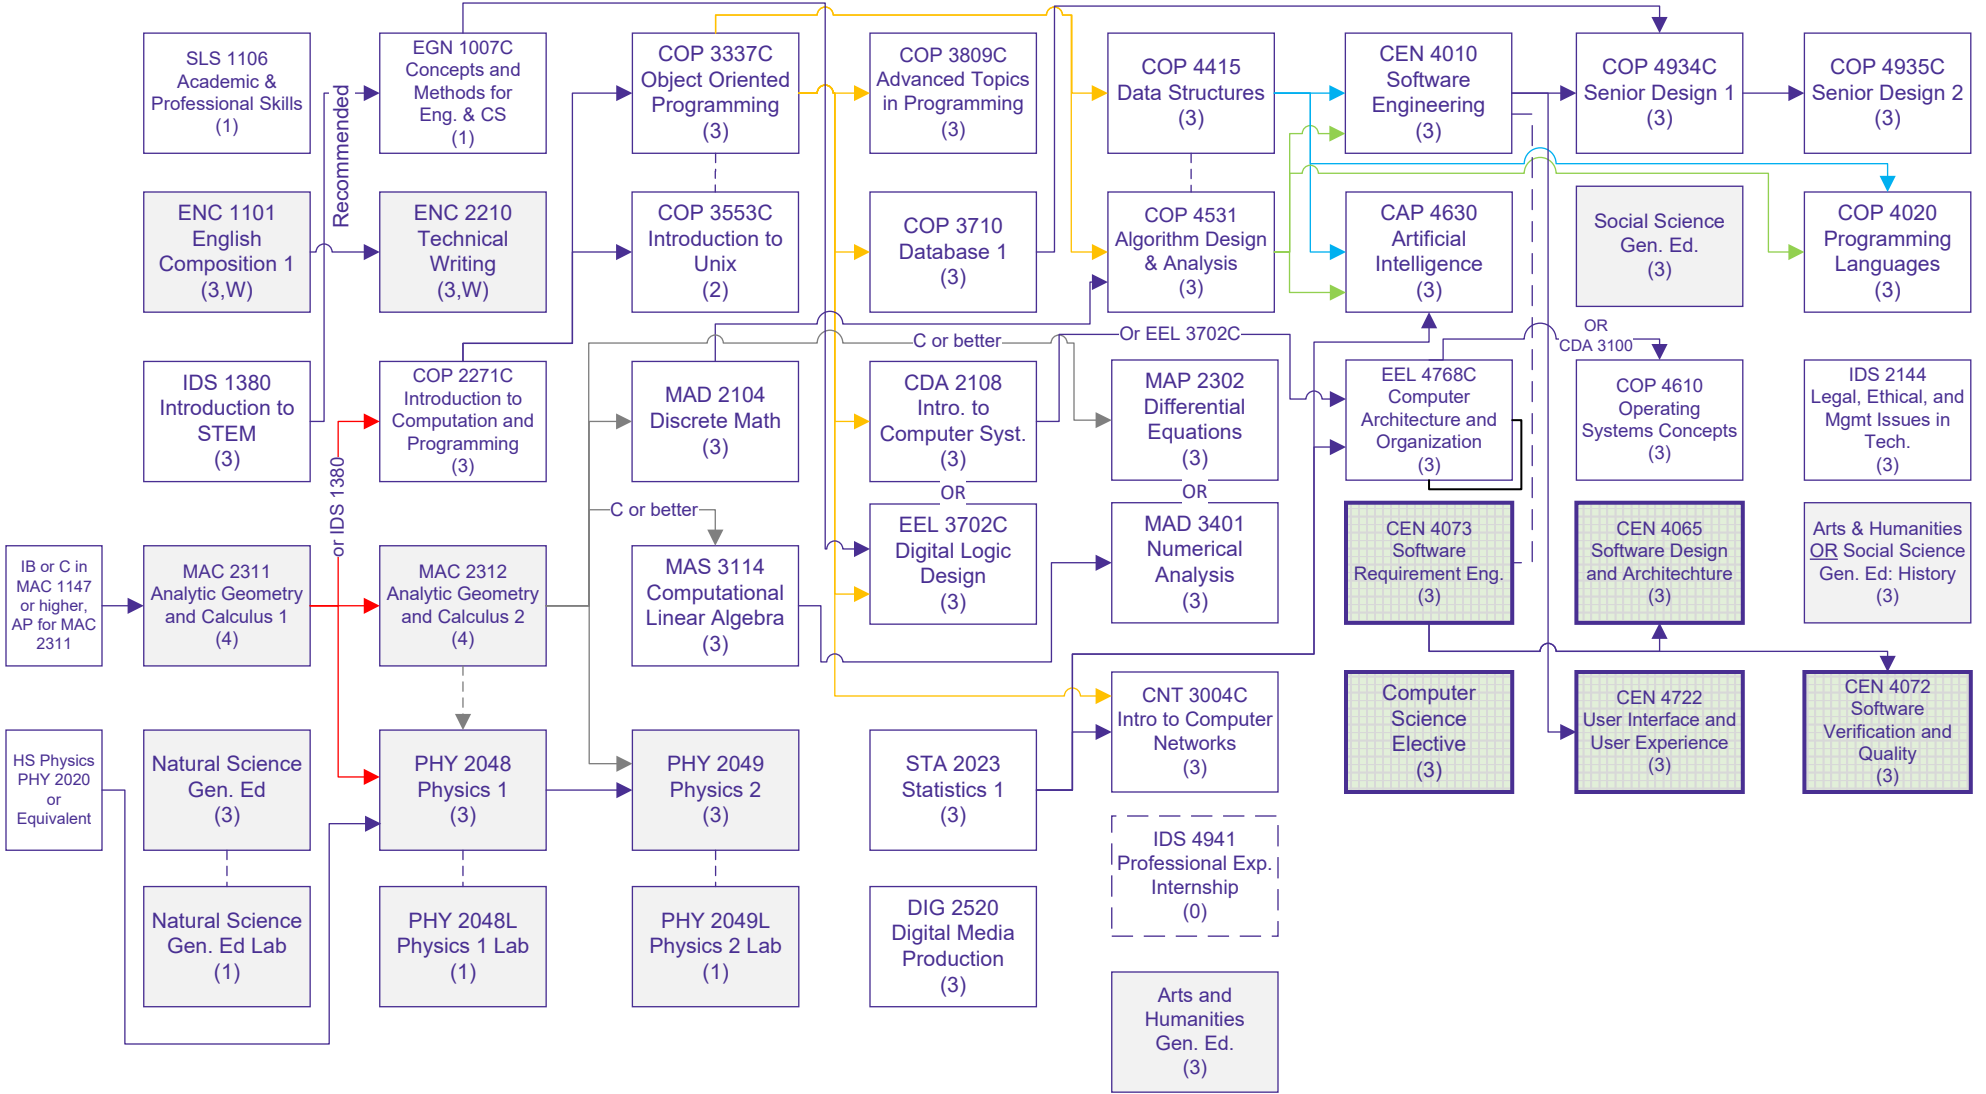 SLS 1106
Academic &
Professional Skills
(1)
ENC 1101
English
Composition 1
(3,W)
IDS 1380
Introduction to
STEM
(3)
IB or C in
MAC 1147
or higher,
AP for MAC
2311
MAC 2311
Analytic Geometry
and Calculus 1
(4)
HS Physics
PHY 2020
or
Equivalent
Natural Science
Gen. Ed
(3)
Natural Science
Gen. Ed Lab
(1)
Recommended
or IDS 1380
EGN 1007C
Concepts and
Methods for
Eng. & CS
(1)
ENC 2210
Technical
Writing
(3,W)
COP 2271C
Introduction to
Computation and
Programming
(3)
MAC 2312
Analytic Geometry
and Calculus 2
(4)
PHY 2048
Physics 1
(3)
PHY 2048L
Physics 1 Lab
(1)
COP 3337C
Object Oriented
Programming
(3)
COP 3553C
Introduction to
Unix
(2)
MAD 2104
Discrete Math
(3)
C or better
MAS 3114
Computational
Linear Algebra
(3)
PHY 2049
Physics 2
(3)
PHY 2049L
Physics 2 Lab
(1)
COP 3809C
Advanced Topics
in Programming
(3)
COP 3710
Database 1
(3)
C or better
CDA 2108
Intro. to
Computer Syst.
(3)
OR
EEL 3702C
Digital Logic
Design
(3)
STA 2023
Statistics 1
(3)
DIG 2520
Digital Media
Production
(3)
COP 4415
Data Structures
(3)
COP 4531
Algorithm Design
& Analysis
(3)
Or EEL 3702C
MAP 2302
Differential
Equations
(3)
OR
MAD 3401
Numerical
Analysis
(3)
CNT 3004C
Intro to Computer
Networks
(3)
IDS 4941
Professional Exp.
Internship
(0)
Arts and
Humanities
Gen. Ed.
(3)
CEN 4010
Software
Engineering
(3)
CAP 4630
Artificial
Intelligence
(3)
EEL 4768C
Computer
Architecture and
Organization
(3)
CEN 4073
Software
Requirement Eng.
(3)
Computer
Science
Elective
(3)
COP 4934C
Senior Design 1
(3)
Social Science
Gen. Ed.
(3)
OR
CDA 3100
COP 4610
Operating
Systems Concepts
(3)
CEN 4065
Software Design
and Architechture
(3)
CEN 4722
User Interface and
User Experience
(3)
COP 4935C
Senior Design 2
(3)
COP 4020
Programming
Languages
(3)
IDS 2144
Legal, Ethical, and
Mgmt Issues in
Tech.
(3)
Arts & Humanities
OR Social Science
Gen. Ed: History
(3)
CEN 4072
Software
Verification and
Quality
(3)